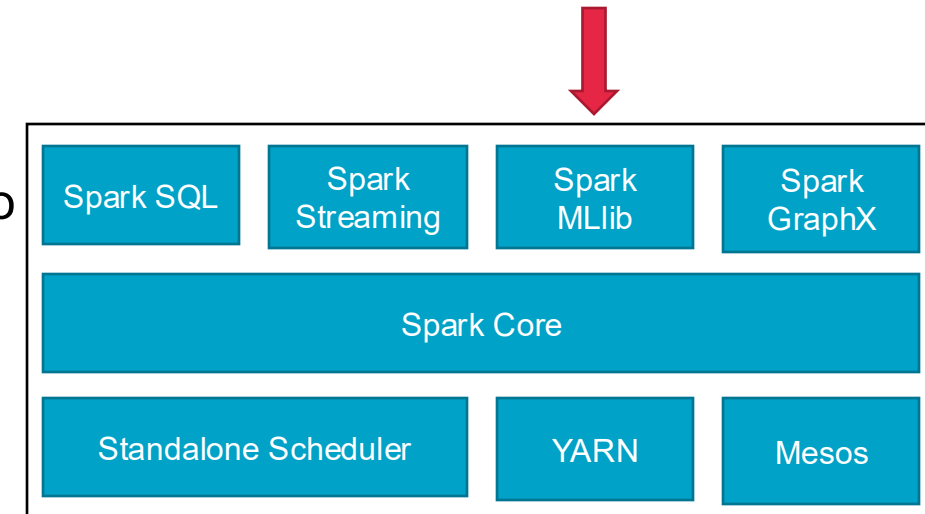 Spark SQL
Spark
Streaming
Spark
MLlib
Spark
GraphX
Spark Core
Standalone Scheduler
YARN
Mesos